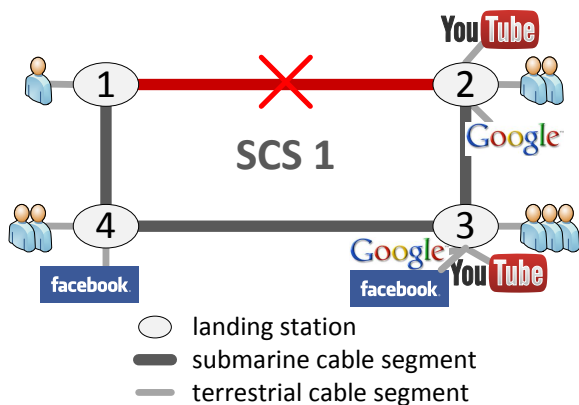 YouTube
1
2
Google™
SCS 1
4
3
Google
facebook.
facebook.
YouTube
landing station
submarine cable segment
terrestrial cable segment